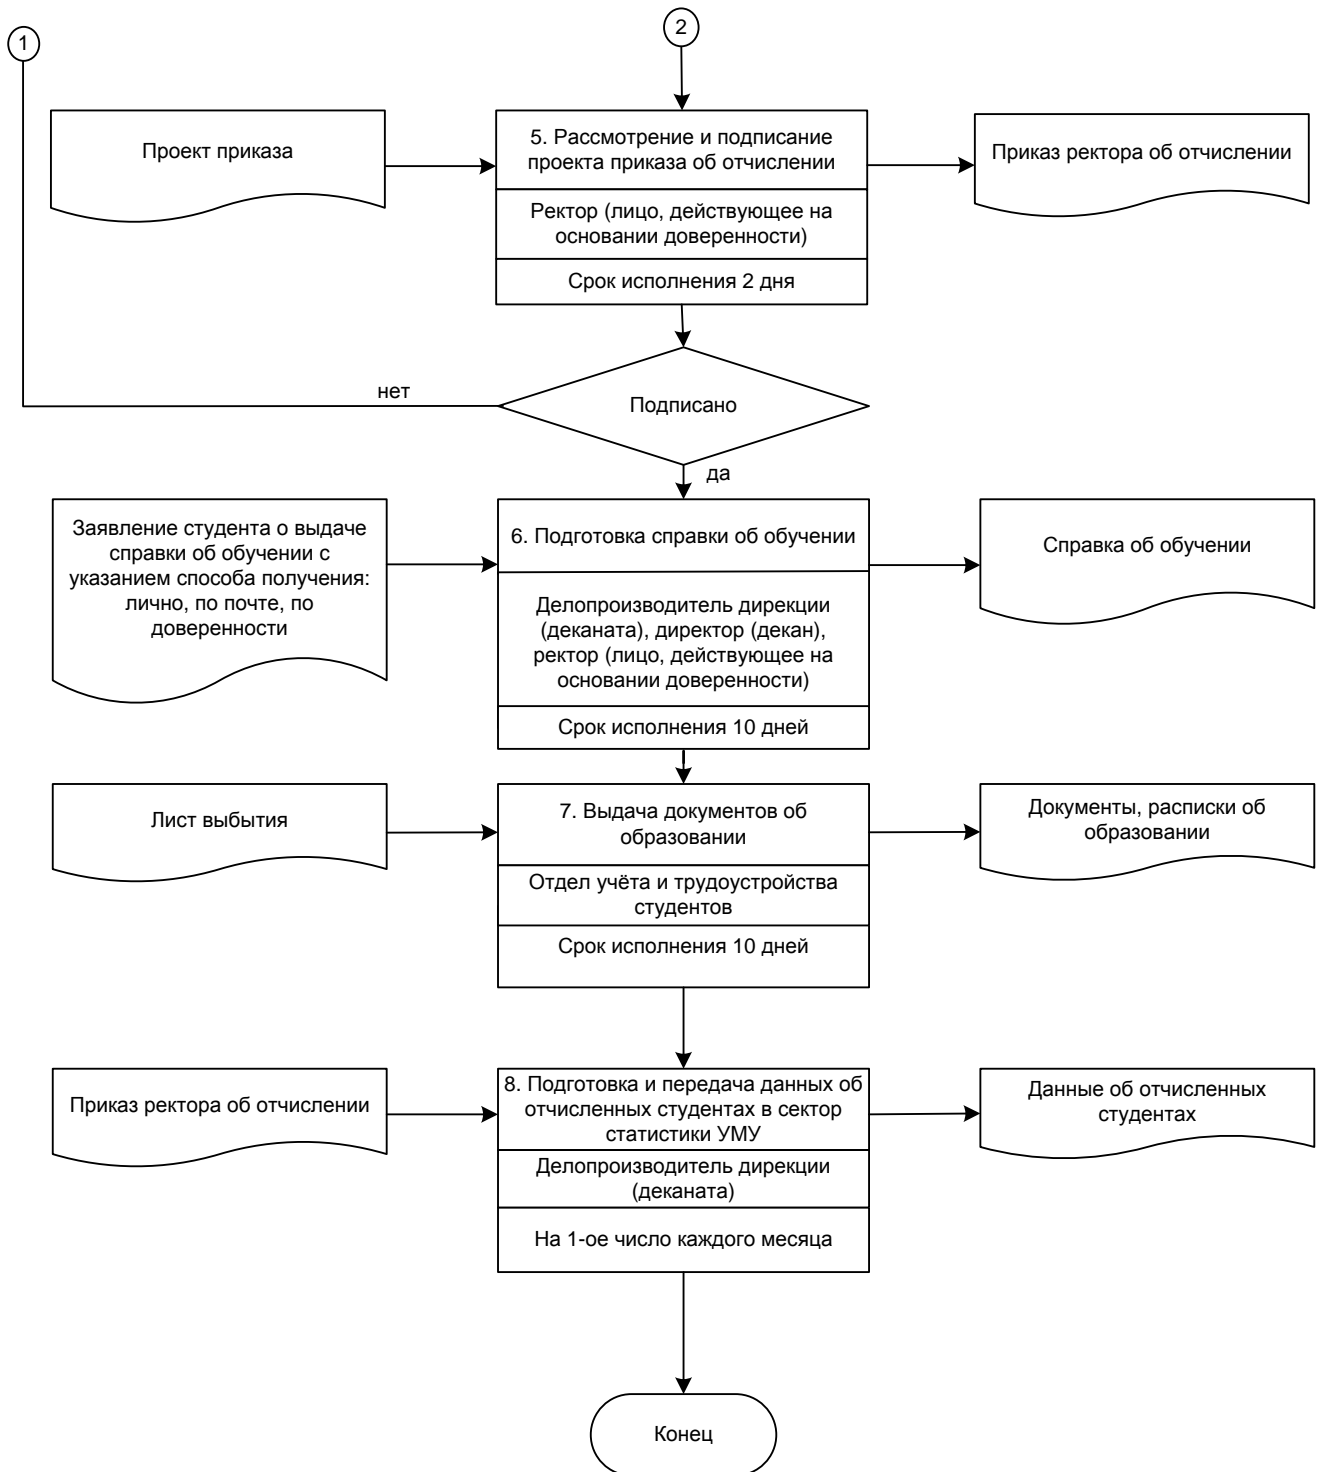 1
2
Проект приказа
5. Рассмотрение и подписание
проекта приказа об отчислении
Ректор (лицо, действующее на
основании доверенности)
Срок исполнения 2 дня
Приказ ректора об отчислении
нет
Подписано
да
Заявление студента о выдаче
справки об обучении с
указанием способа получения:
лично, по почте, по
доверенности
6. Подготовка справки об обучении
Делопроизводитель дирекции
(деканата), директор (декан),
ректор (лицо, действующее на
основании доверенности)
Срок исполнения 10 дней
Справка об обучении
Лист выбытия
7. Выдача документов об
образовании
Отдел учёта и трудоустройства
студентов
Срок исполнения 10 дней
Документы, расписки об
образовании
Приказ ректора об отчислении
8. Подготовка и передача данных об
отчисленных студентах в сектор
статистики УМУ
Делопроизводитель дирекции
(деканата)
На 1-ое число каждого месяца
Данные об отчисленных
студентах
Конец